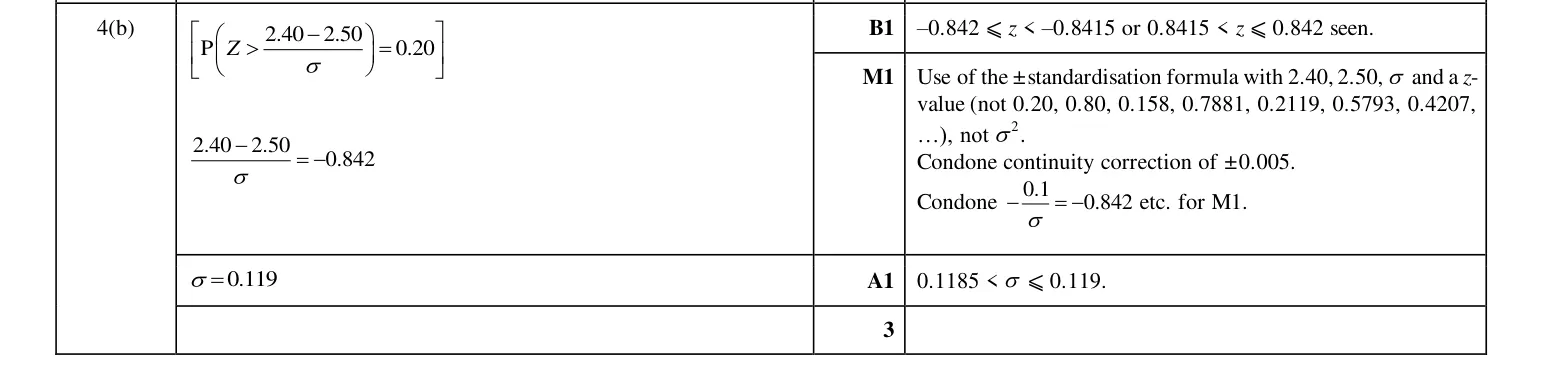 4(b)
[P(Z > (2.40 − 2.50)/σ) = 0.20]
B1
−0.842 ⩽ z < −0.8415 or 0.8415 < z ⩽ 0.842 seen.
(2.40 − 2.50)/σ = −0.842
M1
Use of the ±standardisation formula with 2.40, 2.50, σ and a z-
value (not 0.20, 0.80, 0.158, 0.7881, 0.2119, 0.5793, 0.4207,
…), not σ².
Condone continuity correction of ±0.005.
Condone −0.1/σ = −0.842 etc. for M1.
σ = 0.119
A1
0.1185 < σ ⩽ 0.119.
3